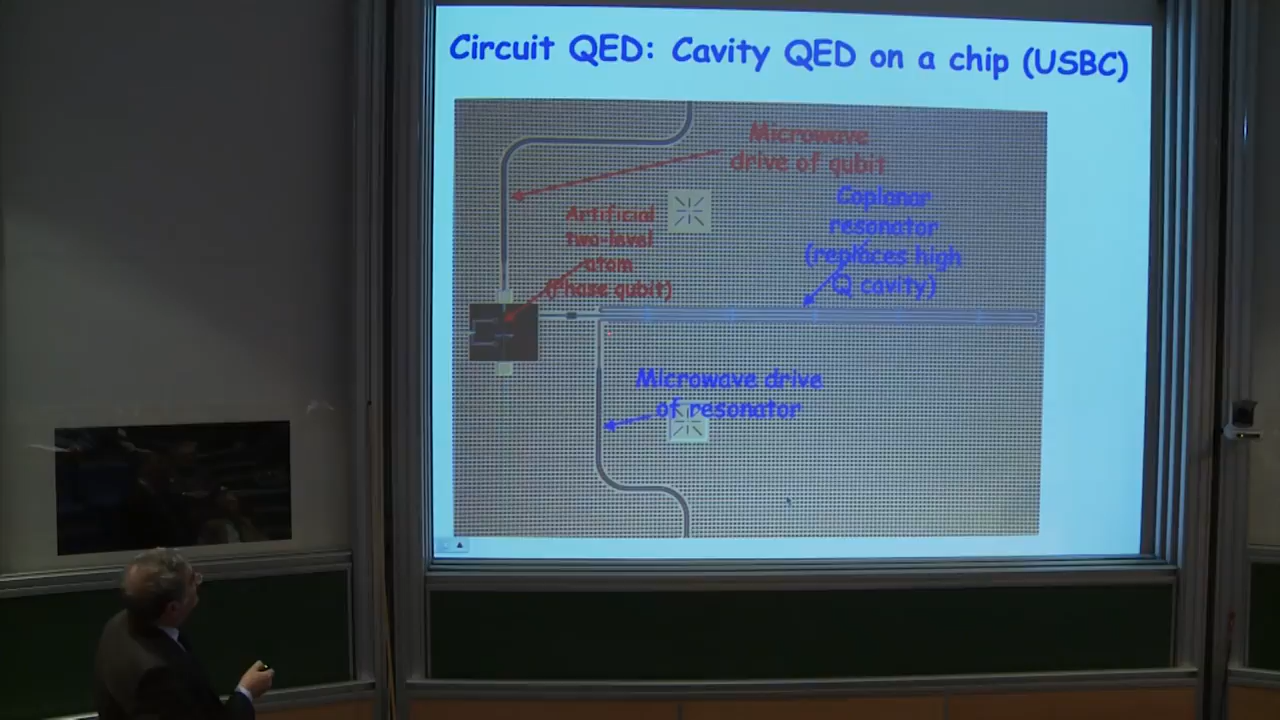 Circuit QED: Cavity QED on a chip (USBC)
Microwave
drive of qubit
Coplanar
resonator
(replaces high
Q cavity)
Artificial
two-level
atom
(Phase qubit)
Microwave drive
of resonator